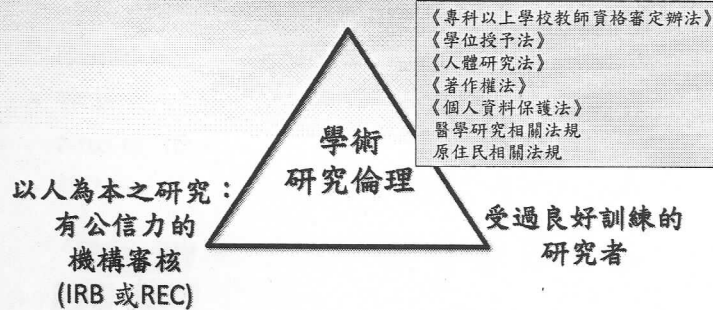 《專科以上學校教師資格審定辦法》
《學位授予法》
《人體研究法》
《著作權法》
《個人資料保護法》
醫學研究相關法規
原住民相關法規
學術
研究倫理
以人為本之研究：
有公信力的
機構審核
(IRB 或REC)
受過良好訓練的
研究者